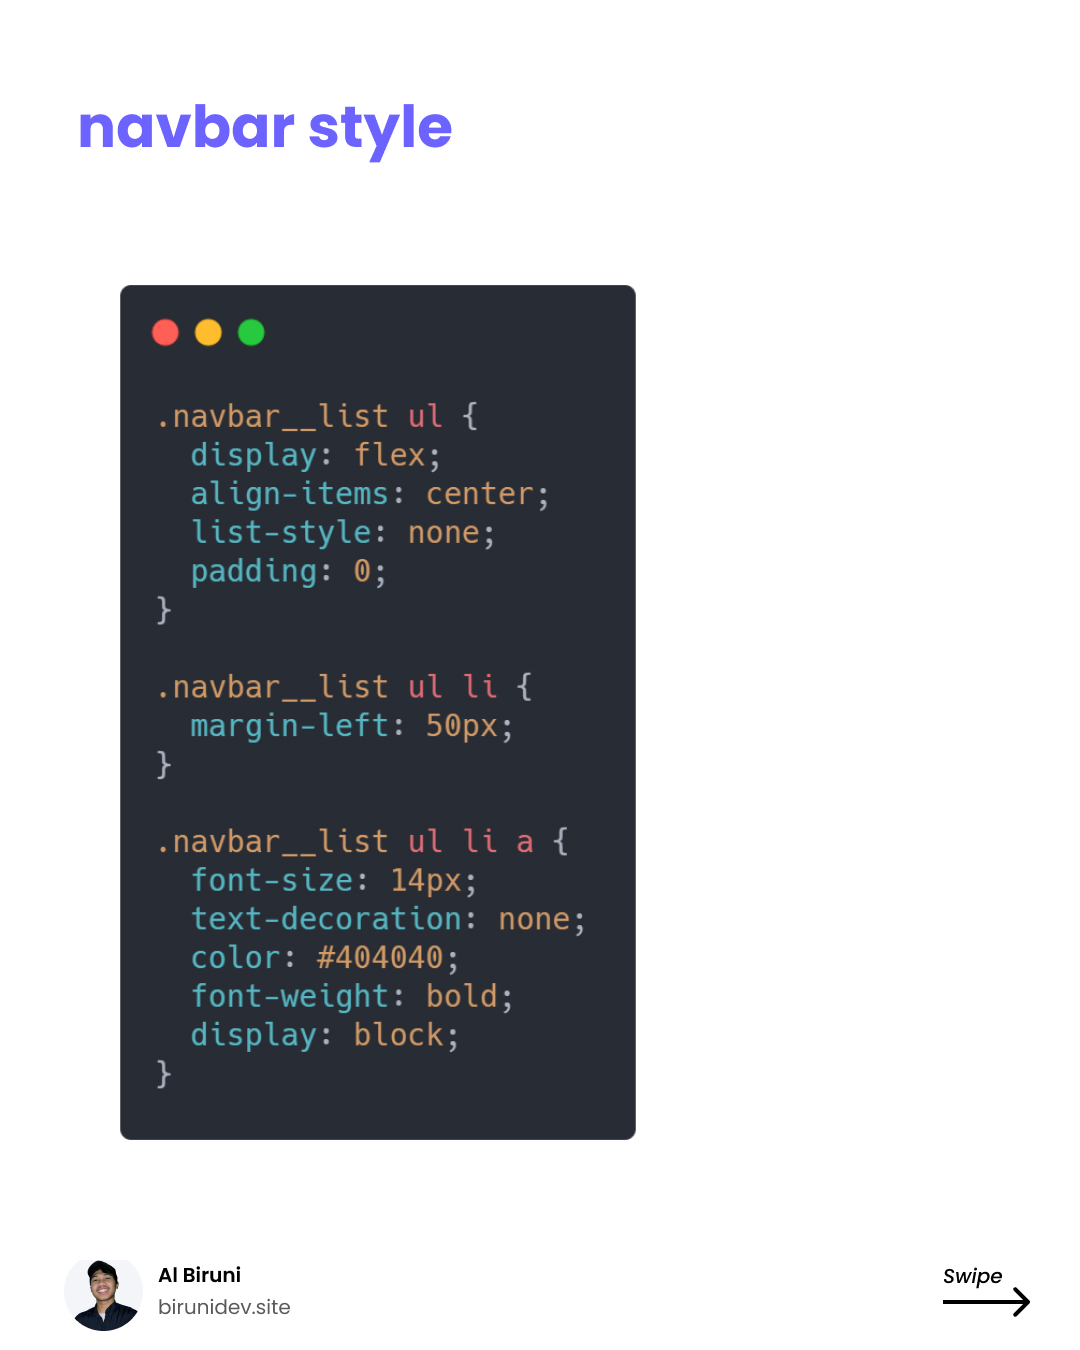 navbar style
.navbar__list ul {
  display: flex;
  align-items: center;
  list-style: none;
  padding: 0;
}
.navbar__list ul li {
  margin-left: 50px;
}
.navbar__list ul li a {
  font-size: 14px;
  text-decoration: none;
  color: #404040;
  font-weight: bold;
  display: block;
}
Al Biruni
birunidev.site
Swipe